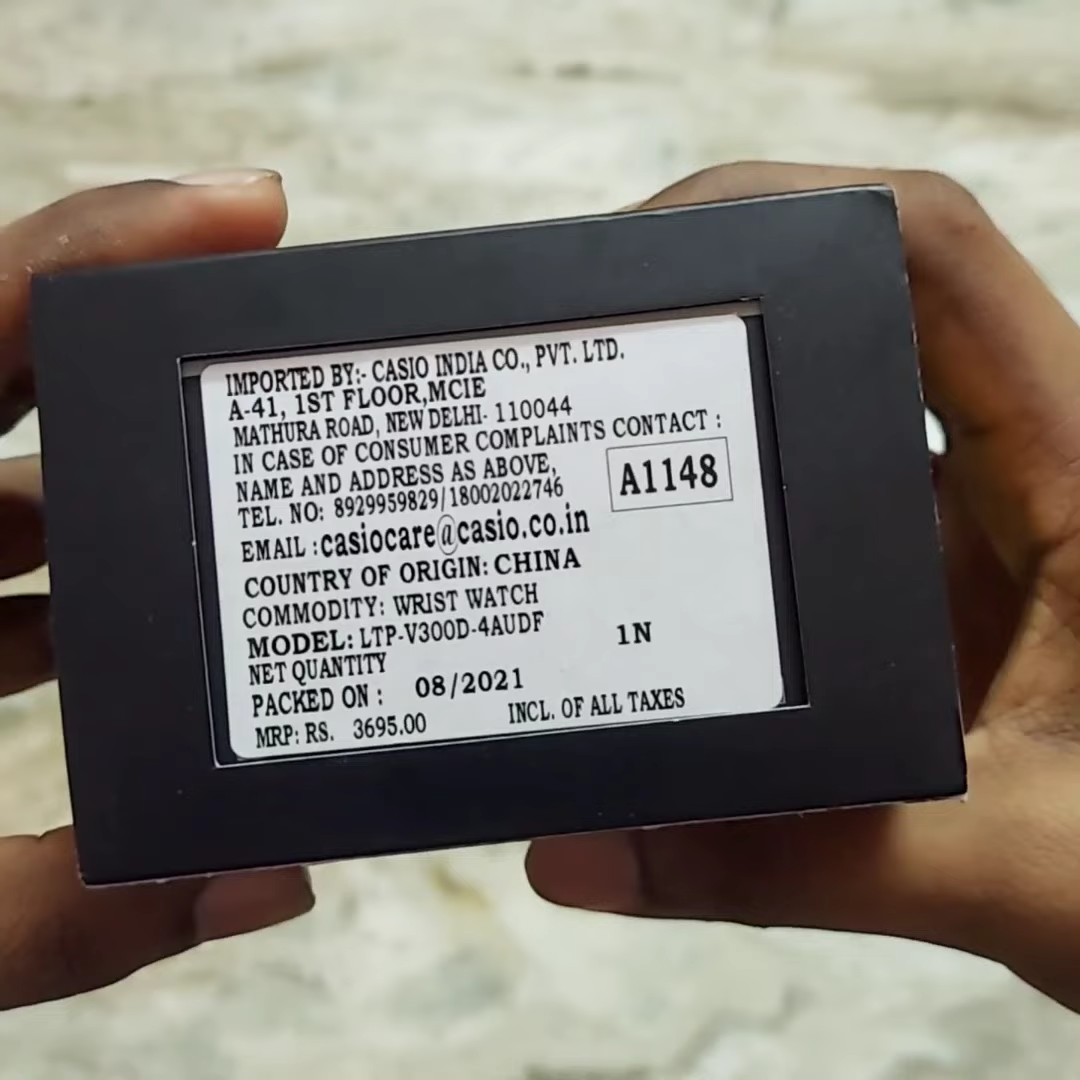 IMPORTED BY:- CASIO INDIA CO., PVT. LTD.
A-41, 1ST FLOOR,MCIE
MATHURA ROAD, NEW DELHI- 110044
IN CASE OF CONSUMER COMPLAINTS CONTACT :
NAME AND ADDRESS AS ABOVE,
TEL. NO: 8929959829/18002022746
A1148
EMAIL :casiocare@casio.co.in
COUNTRY OF ORIGIN: CHINA
COMMODITY: WRIST WATCH
MODEL: LTP-V300D-4AUDF
NET QUANTITY 1N
PACKED ON : 08/2021
MRP: RS. 3695.00 INCL. OF ALL TAXES